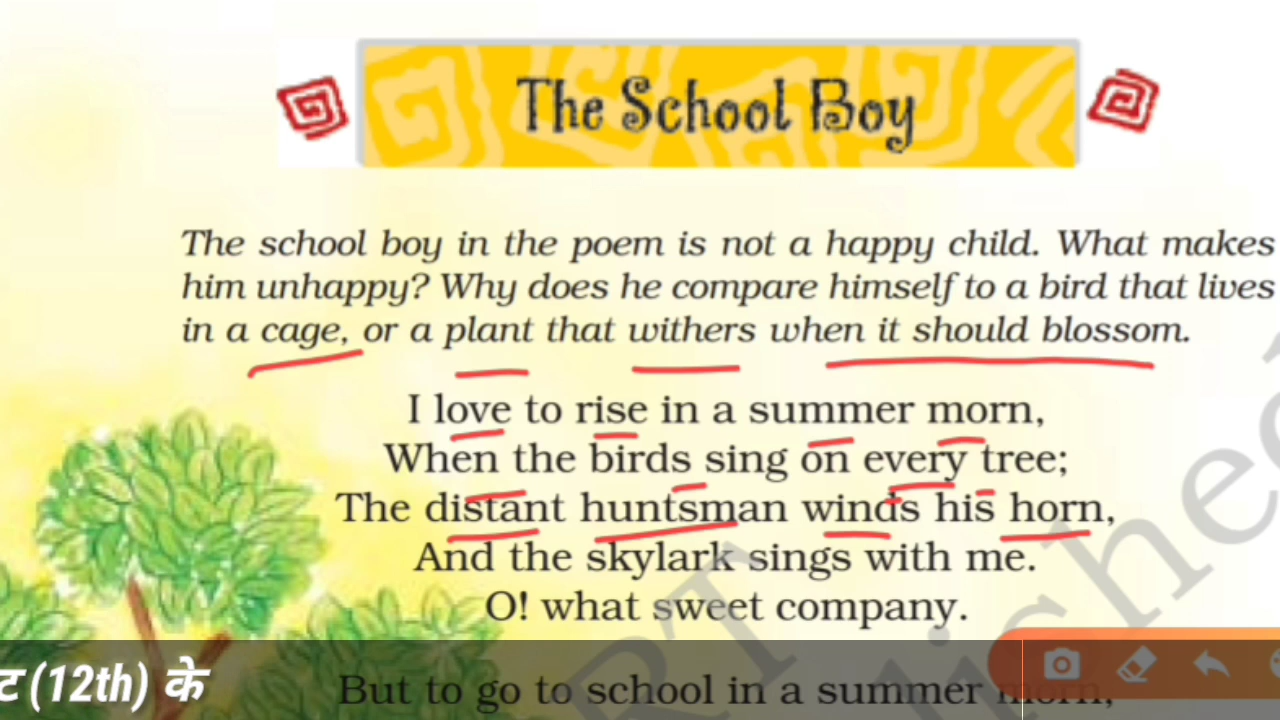 The School Boy
The school boy in the poem is not a happy child. What makes
him unhappy? Why does he compare himself to a bird that lives
in a cage, or a plant that withers when it should blossom.
I love to rise in a summer morn,
When the birds sing on every tree;
The distant huntsman winds his horn,
And the skylark sings with me.
O! what sweet company.
ट (12th) के
But to go to school in a summer morn,